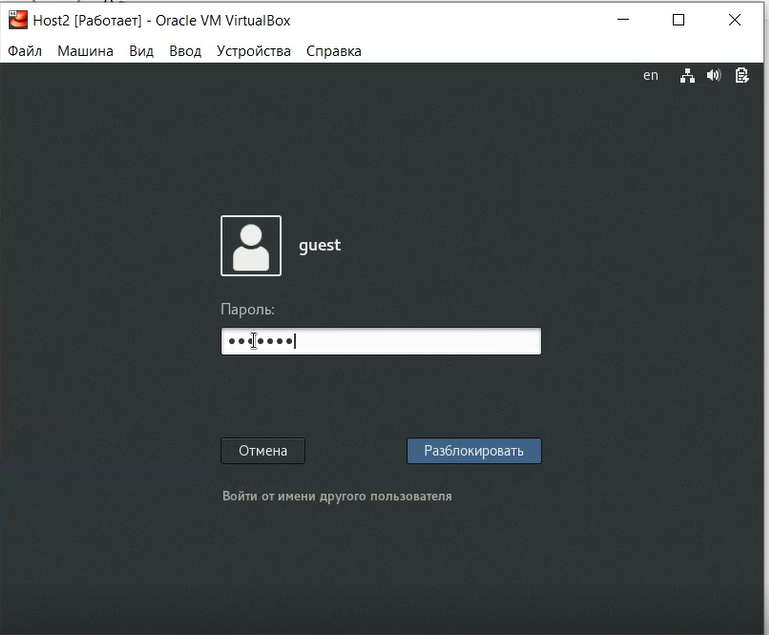 Host2 [Работает] - Oracle VM VirtualBox
Файл Машина Вид Ввод Устройства Справка
en
guest
Пароль:
Отмена Разблокировать
Войти от имени другого пользователя